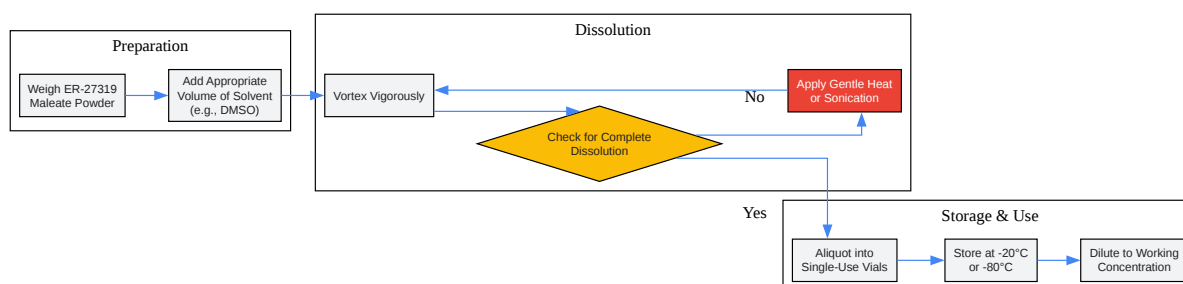 Preparation
Weigh ER-27319
Maleate Powder
Add Appropriate
Volume of Solvent
(e.g., DMSO)
Dissolution
Vortex Vigorously
Check for Complete
Dissolution
No
Apply Gentle Heat
or Sonication
Yes
Storage & Use
Aliquot into
Single-Use Vials
Store at -20°C
or -80°C
Dilute to Working
Concentration